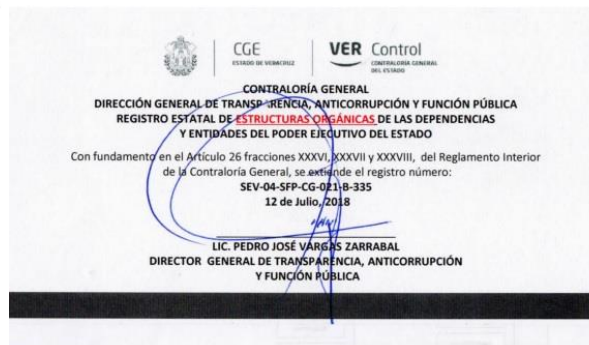 CGE
ESTADO DE VERACRUZ
VER Control
CONTRALORÍA GENERAL
DEL ESTADO
CONTRALORÍA GENERAL
DIRECCIÓN GENERAL DE TRANSP .RENCIA, ANTICORRUPCIÓN Y FUNCIÓN PÚBLICA
REGISTRO ESTATAL DE ESTRUCTURAS ORGÁNICAS DE LAS DEPENDENCIAS
Y ENTIDADES DEL PODER EJECUTIVO DEL ESTADO
Con fundamento en el Artículo 26 fracciones XXXVI, XXXVII y XXXVIII, del Reglamento Interior
de la Contraloría General, se extiende el registro número:
SEV-04-SFP-CG-021-B-335
12 de Julio, 2018
LIC. PEDRO JOSÉ VARGAS ZARRABAL
DIRECTOR GENERAL DE TRANSPARENCIA, ANTICORRUPCIÓN
Y FUNCIÓN PÚBLICA